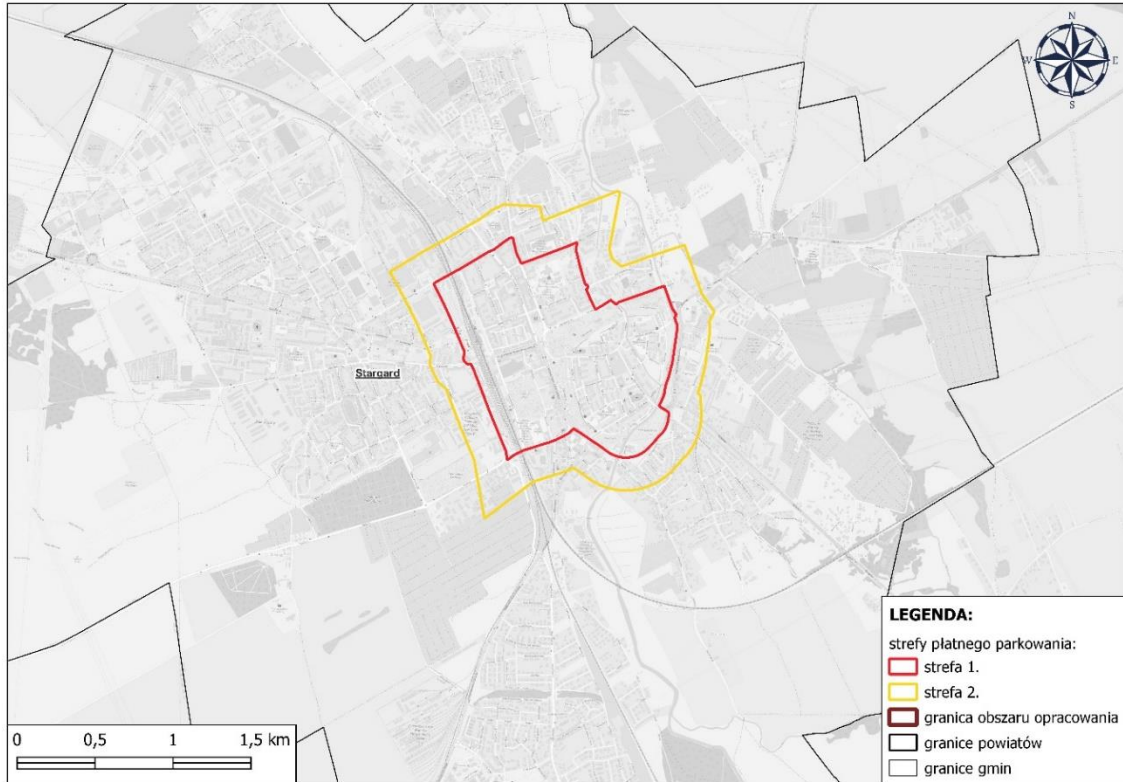 N
W
E
S
Stargard
LEGENDA:
strefy płatnego parkowania:
strefa 1.
strefa 2.
granica obszaru opracowania
granice powiatów
granice gmin
0 0,5 1 1,5 km